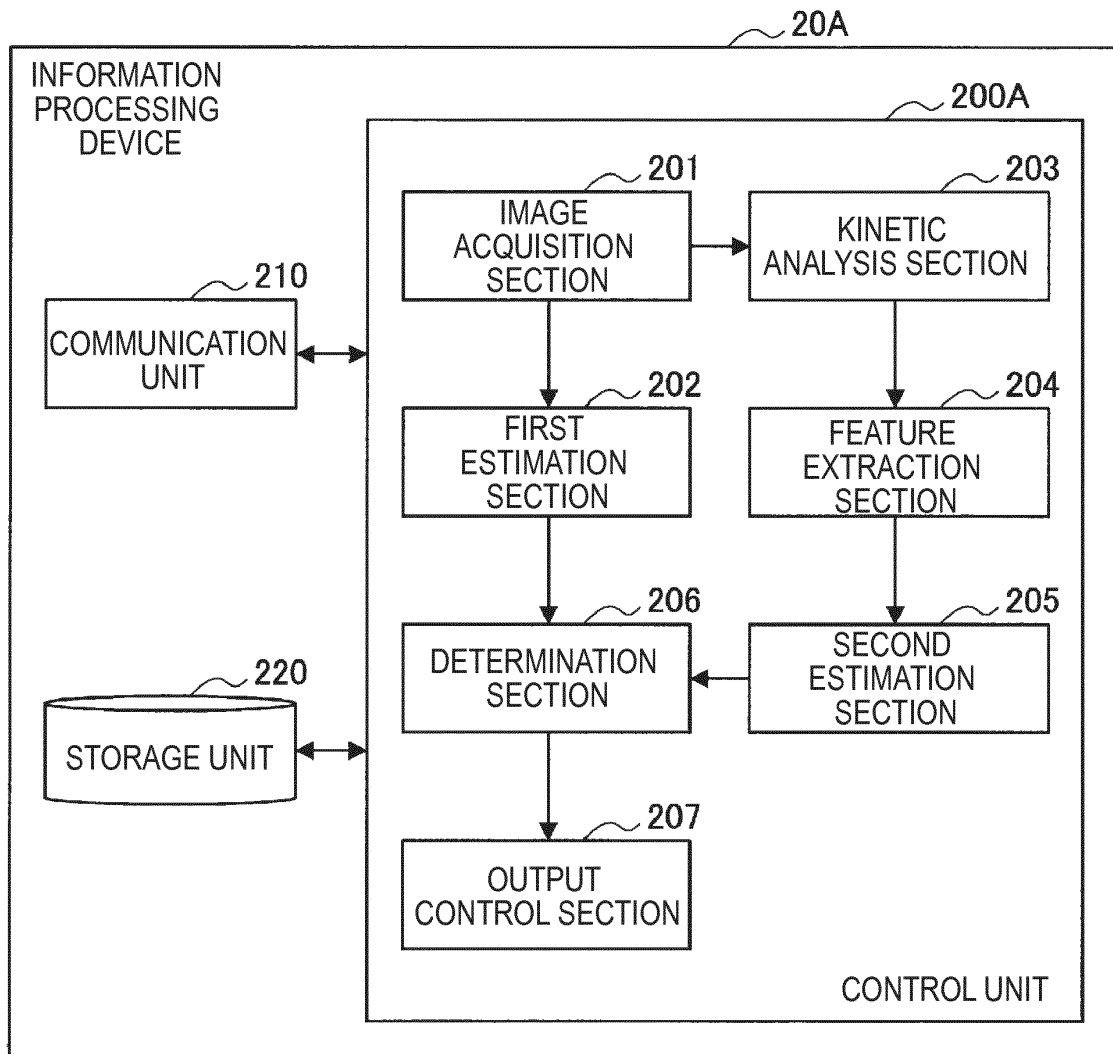 20A
INFORMATION
PROCESSING
DEVICE
200A
201
IMAGE
ACQUISITION
SECTION
203
KINETIC
ANALYSIS SECTION
210
COMMUNICATION
UNIT
202
FIRST
ESTIMATION
SECTION
204
FEATURE
EXTRACTION
SECTION
206
DETERMINATION
SECTION
205
SECOND
ESTIMATION
SECTION
220
STORAGE UNIT
207
OUTPUT
CONTROL SECTION
CONTROL UNIT